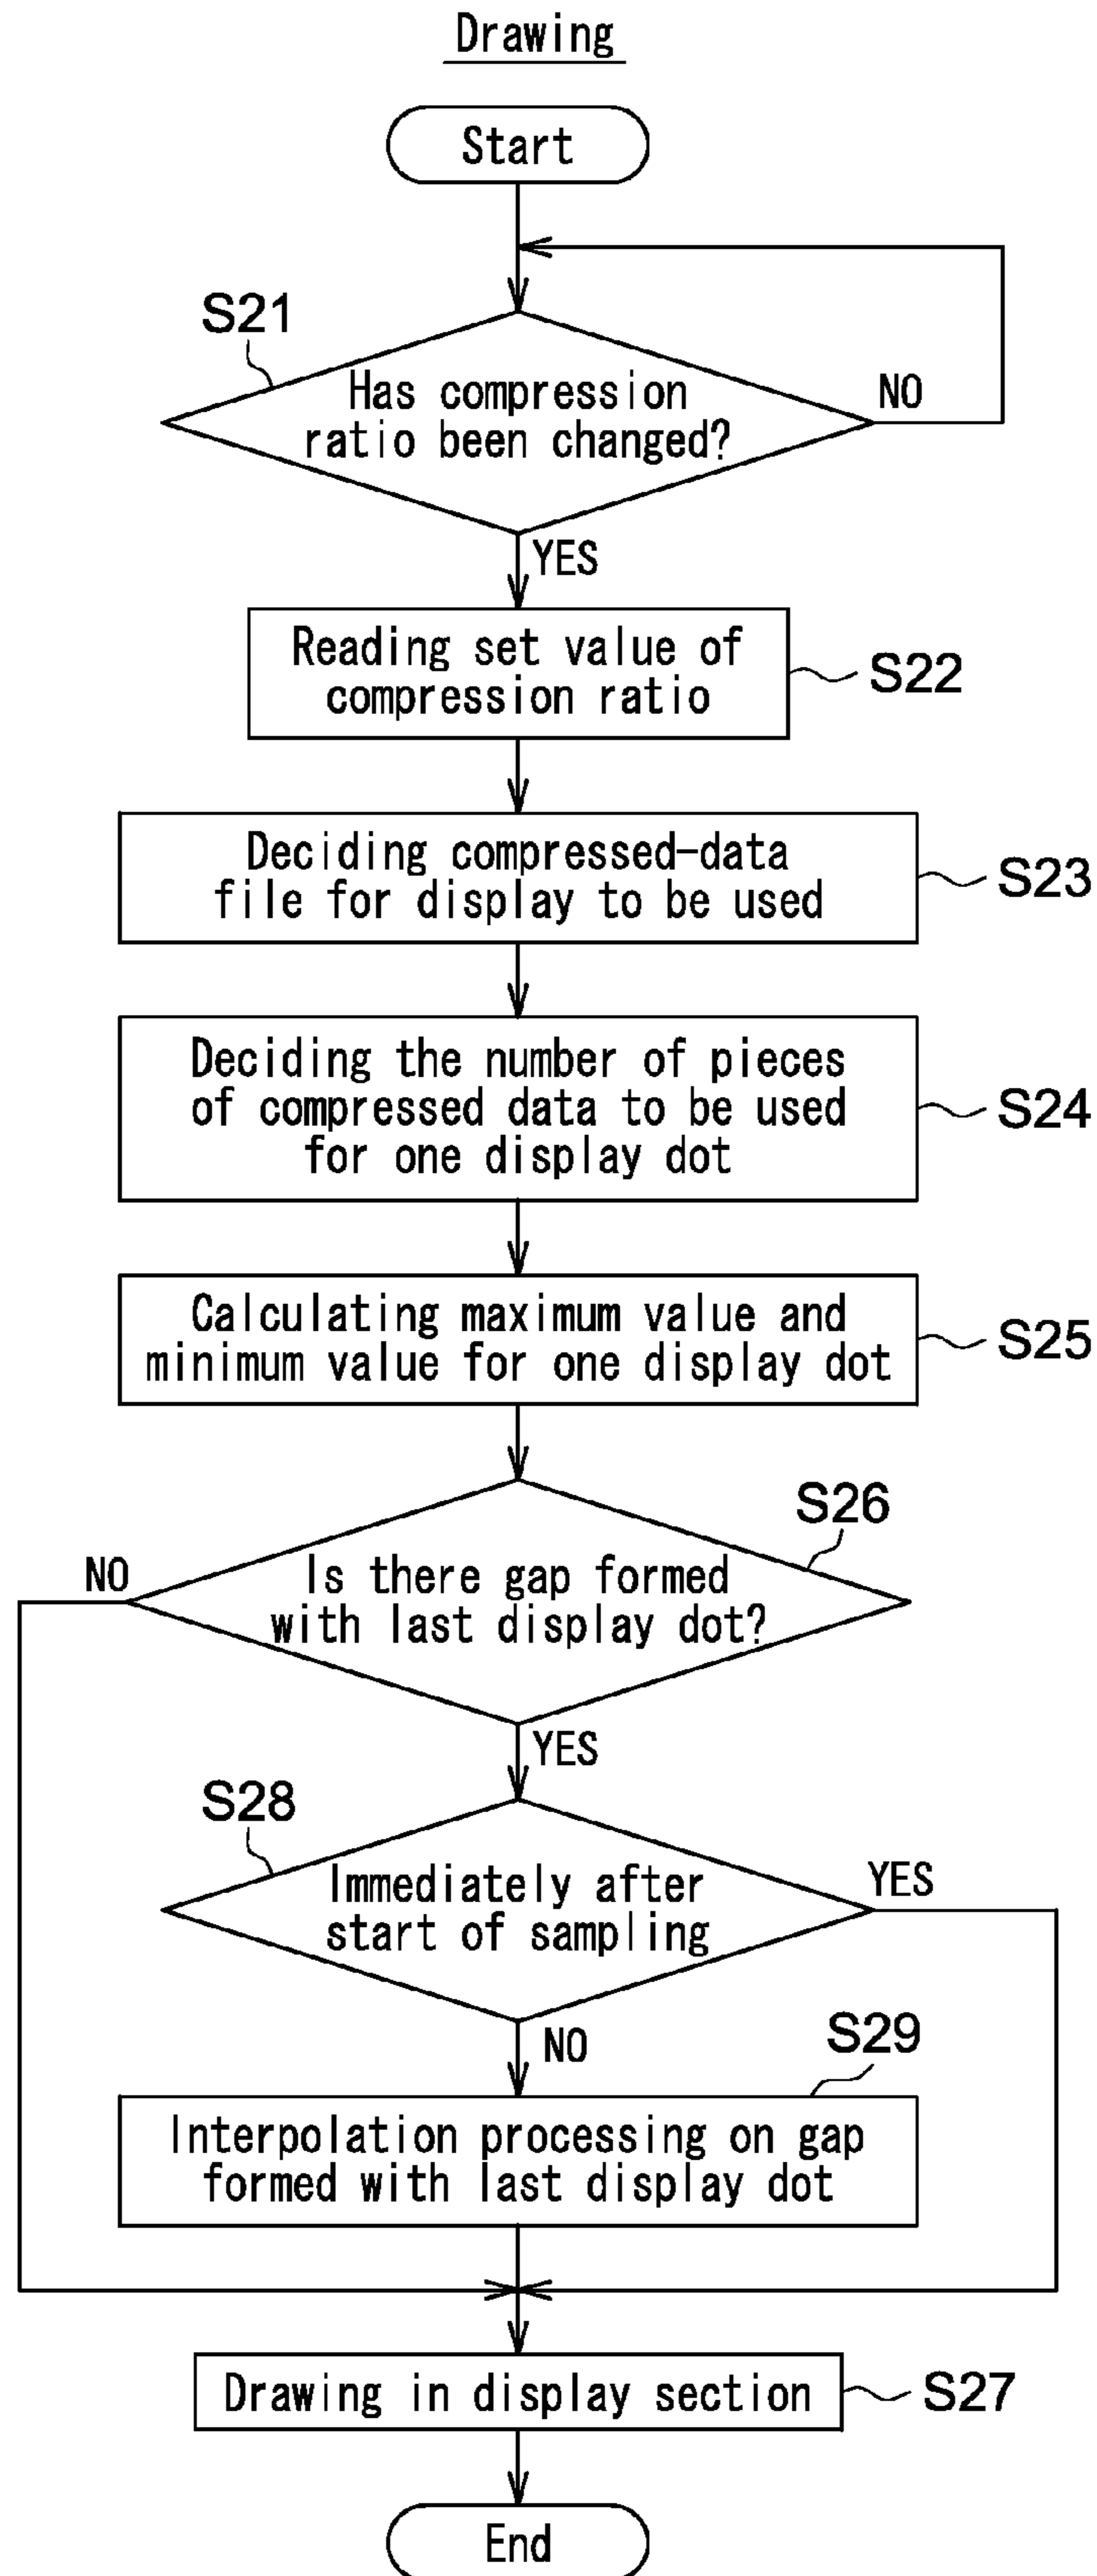 Drawing
Start
S21
Has compression
ratio been changed?
NO
YES
Reading set value of
compression ratio
S22
Deciding compressed-data
file for display to be used
S23
Deciding the number of pieces
of compressed data to be used
for one display dot
S24
Calculating maximum value and
minimum value for one display dot
S25
S26
NO
Is there gap formed
with last display dot?
YES
S28
Immediately after
start of sampling
YES
NO
S29
Interpolation processing on gap
formed with last display dot
Drawing in display section
S27
End